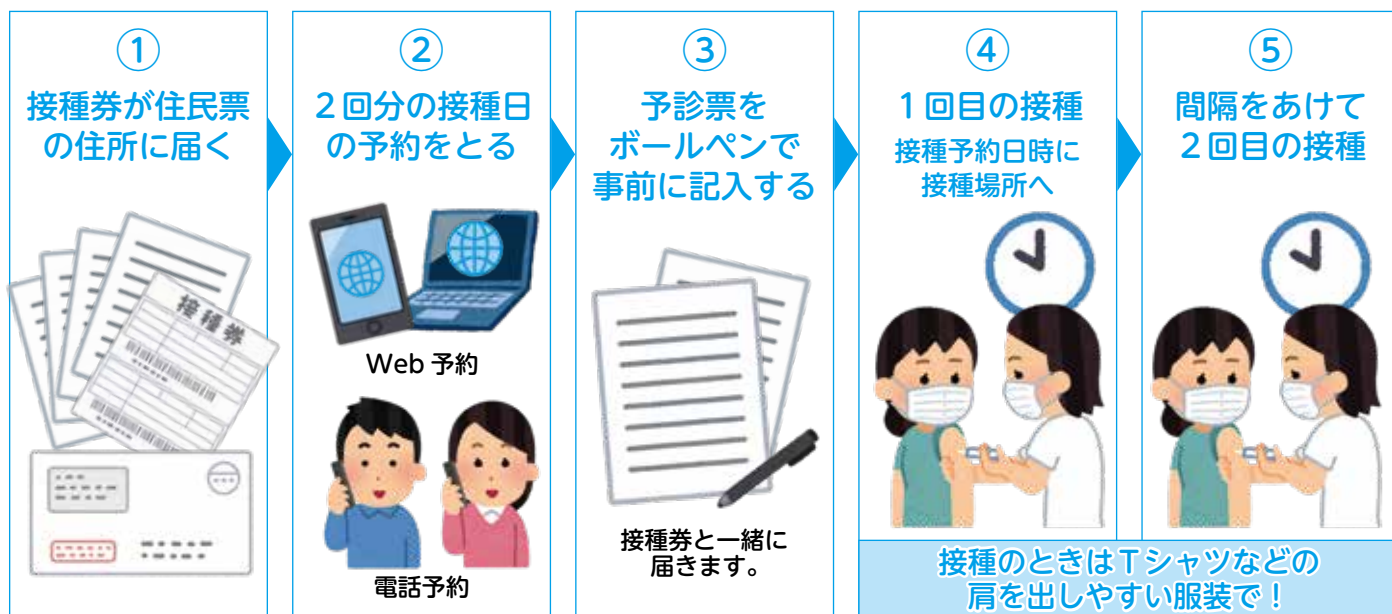 ①
接種券が住民票
の住所に届く
接種券
②
２回分の接種日
の予約をとる
Web 予約
電話予約
③
予診票を
ボールペンで
事前に記入する
接種券と一緒に
届きます。
④
１回目の接種
接種予約日時に
接種場所へ
⑤
間隔をあけて
２回目の接種
接種のときはＴシャツなどの
肩を出しやすい服装で！